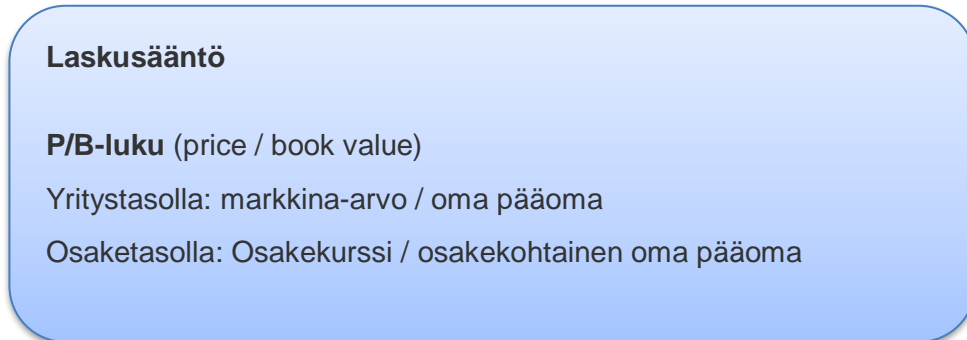 Laskusääntö
P/B-luku (price / book value)
Yritystasolla: markkina-arvo / oma pääoma
Osaketasolla: Osakekurssi / osakekohtainen oma pääoma